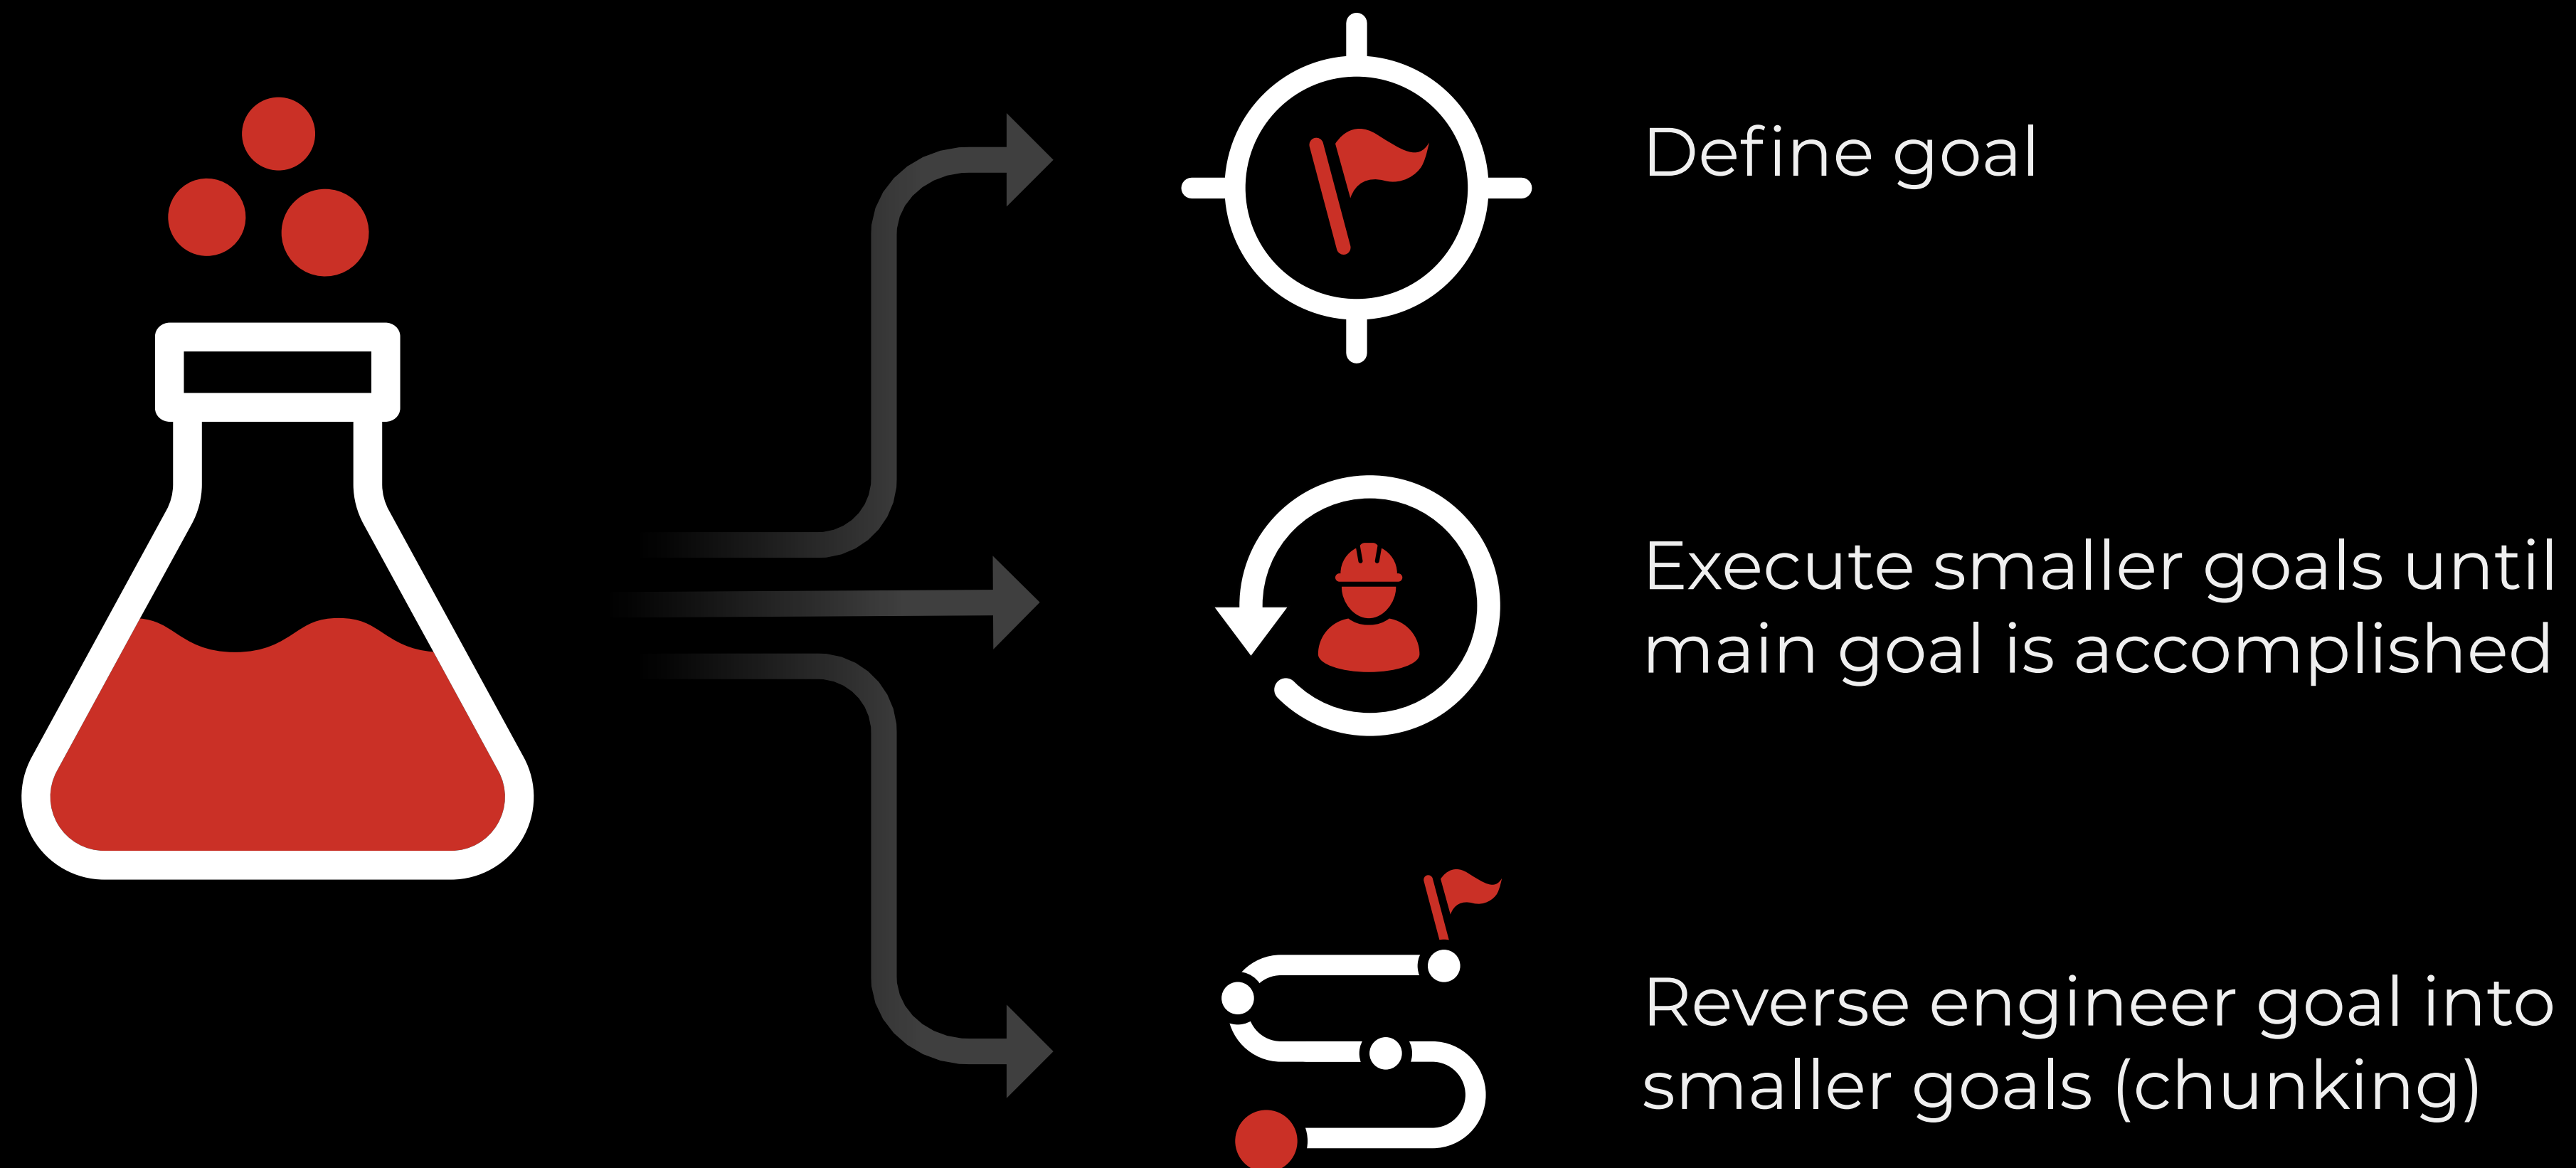 Define goal
Execute smaller goals until
main goal is accomplished
Reverse engineer goal into
smaller goals (chunking)